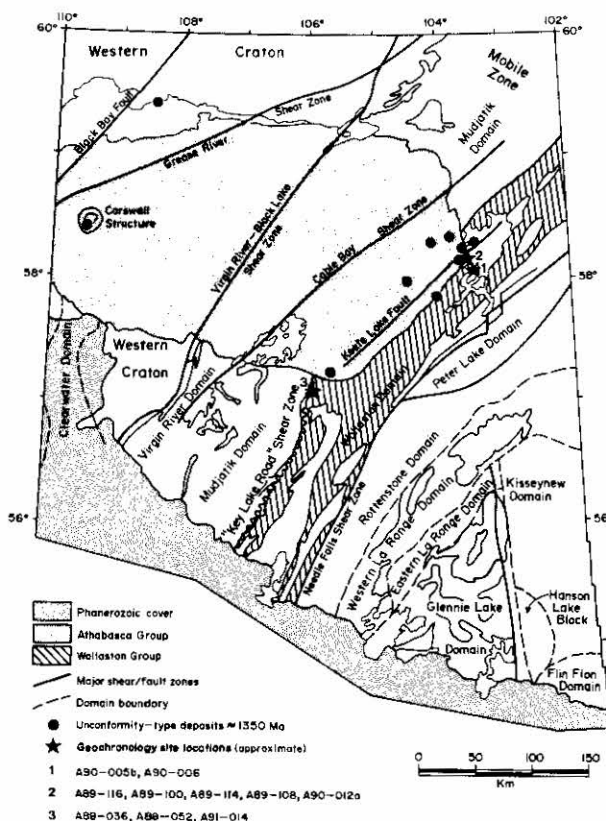 110°
108°
106°
104°
102°
60°
60°
Western
Craton
Mobile
Zone
Black Bay Fault
Grease River
Shear Zone
Mudjatik
Domain
Carswell
Structure
Virgin River-Black Lake
Shear Zone
Cable Bay
Shear Zone
58°
58°
2
1
Keefe Lake Fault
Clearwater Domain
Western
Craton
Virgin River Domain
Mudjatik Domain
3
"Key Lake Road" Shear Zone
Wollaston Domain
Peter Lake Domain
Needle Falls Shear Zone
Rottenstone Domain
Western La Ronge Domain
Eastern La Ronge Domain
Kisseynew
Domain
56°
56°
Glennie Lake
Domain
Hanson
Lake
Block
Flin Flon
Domain
Phanerozoic cover
Athabasca Group
Wollaston Group
Major shear/fault zones
Domain boundary
Unconformity-type deposits ≈1350 Ma
Geochronology site locations (approximate)
1 A90-005b, A90-006
2 A89-116, A89-100, A89-114, A89-108, A90-012a
3 A88-036, A88-052, A91-014
0 50 100 150
Km